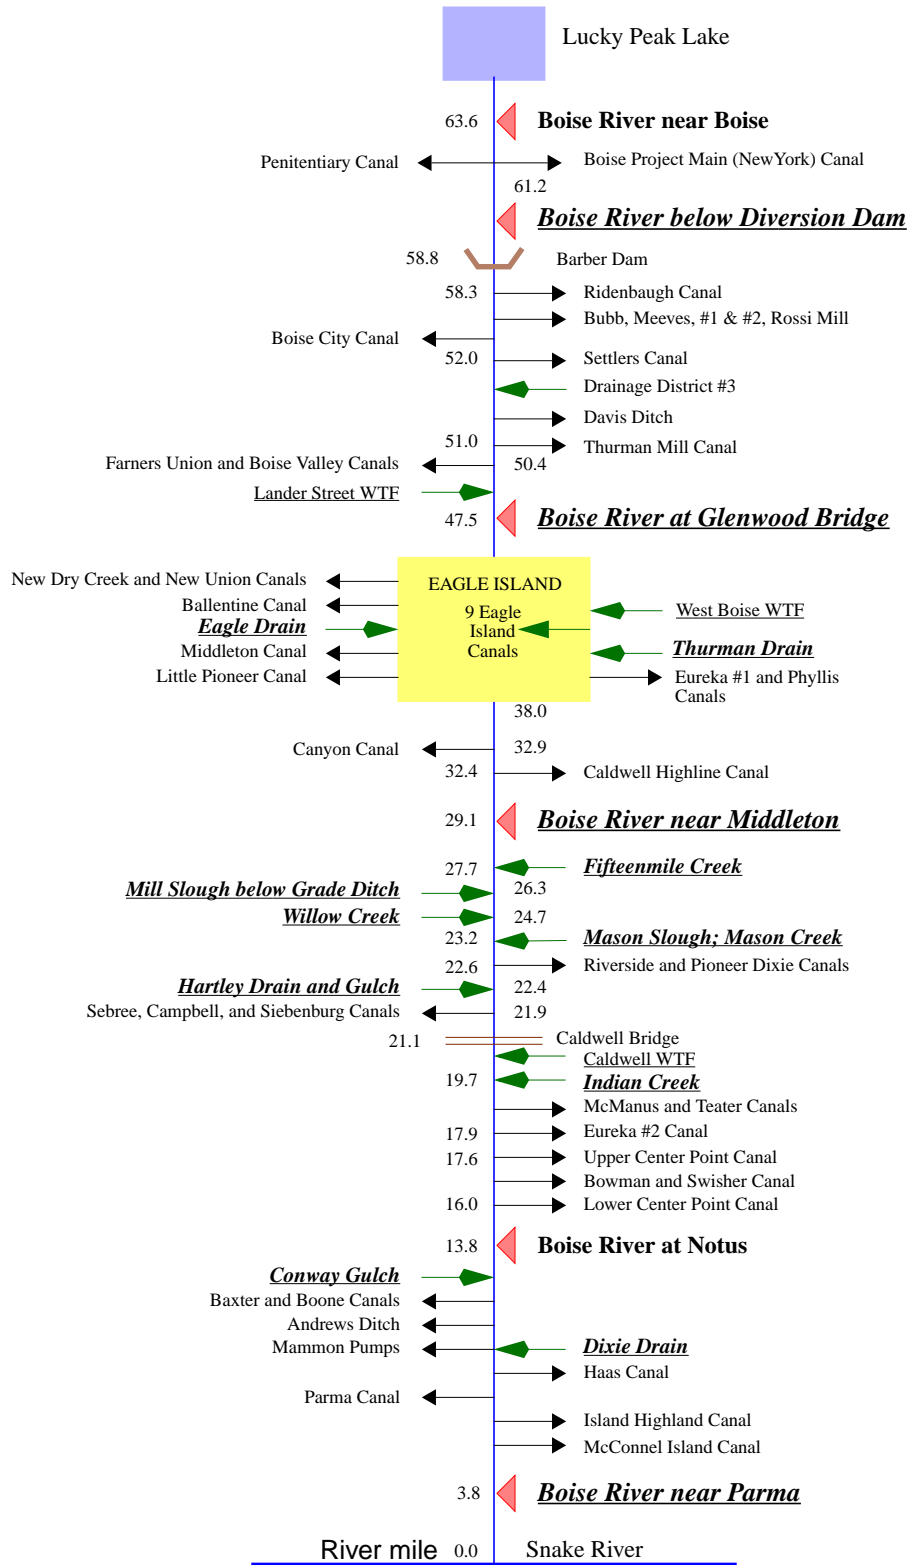 Lucky Peak Lake
63.6 Boise River near Boise
Penitentiary Canal Boise Project Main (NewYork) Canal
61.2
Boise River below Diversion Dam
58.8 Barber Dam
58.3 Ridenbaugh Canal
Bubb, Meeves, #1 & #2, Rossi Mill
Boise City Canal
52.0 Settlers Canal
Drainage District #3
Davis Ditch
51.0 Thurman Mill Canal
Farners Union and Boise Valley Canals 50.4
Lander Street WTF
47.5 Boise River at Glenwood Bridge
New Dry Creek and New Union Canals EAGLE ISLAND
Ballentine Canal 9 Eagle West Boise WTF
Eagle Drain Island
Middleton Canal Canals Thurman Drain
Little Pioneer Canal Eureka #1 and Phyllis
Canals
38.0
Canyon Canal 32.9
32.4 Caldwell Highline Canal
29.1 Boise River near Middleton
27.7 Fifteenmile Creek
Mill Slough below Grade Ditch 26.3
Willow Creek 24.7
23.2 Mason Slough; Mason Creek
22.6 Riverside and Pioneer Dixie Canals
Hartley Drain and Gulch 22.4
Sebree, Campbell, and Siebenburg Canals 21.9
21.1 Caldwell Bridge
Caldwell WTF
19.7 Indian Creek
McManus and Teater Canals
17.9 Eureka #2 Canal
17.6 Upper Center Point Canal
Bowman and Swisher Canal
16.0 Lower Center Point Canal
13.8 Boise River at Notus
Conway Gulch
Baxter and Boone Canals
Andrews Ditch
Mammon Pumps Dixie Drain
Haas Canal
Parma Canal
Island Highland Canal
McConnel Island Canal
3.8 Boise River near Parma
River mile 0.0 Snake River